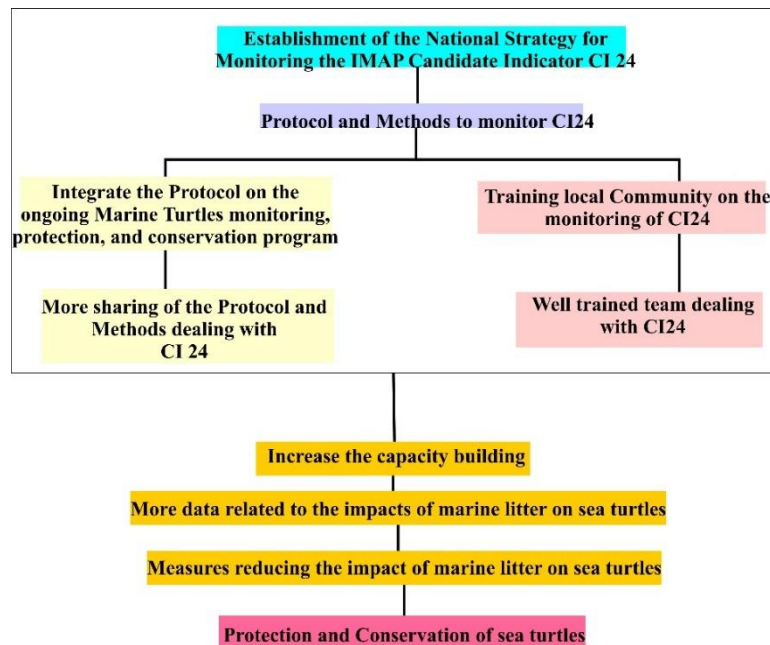 Establishment of the National Strategy for
Monitoring the IMAP Candidate Indicator CI 24
Protocol and Methods to monitor CI24
Integrate the Protocol on the
ongoing Marine Turtles monitoring,
protection, and conservation program
Training local Community on the
monitoring of CI24
More sharing of the Protocol and
Methods dealing with
CI 24
Well trained team dealing
with CI24
Increase the capacity building
More data related to the impacts of marine litter on sea turtles
Measures reducing the impact of marine litter on sea turtles
Protection and Conservation of sea turtles